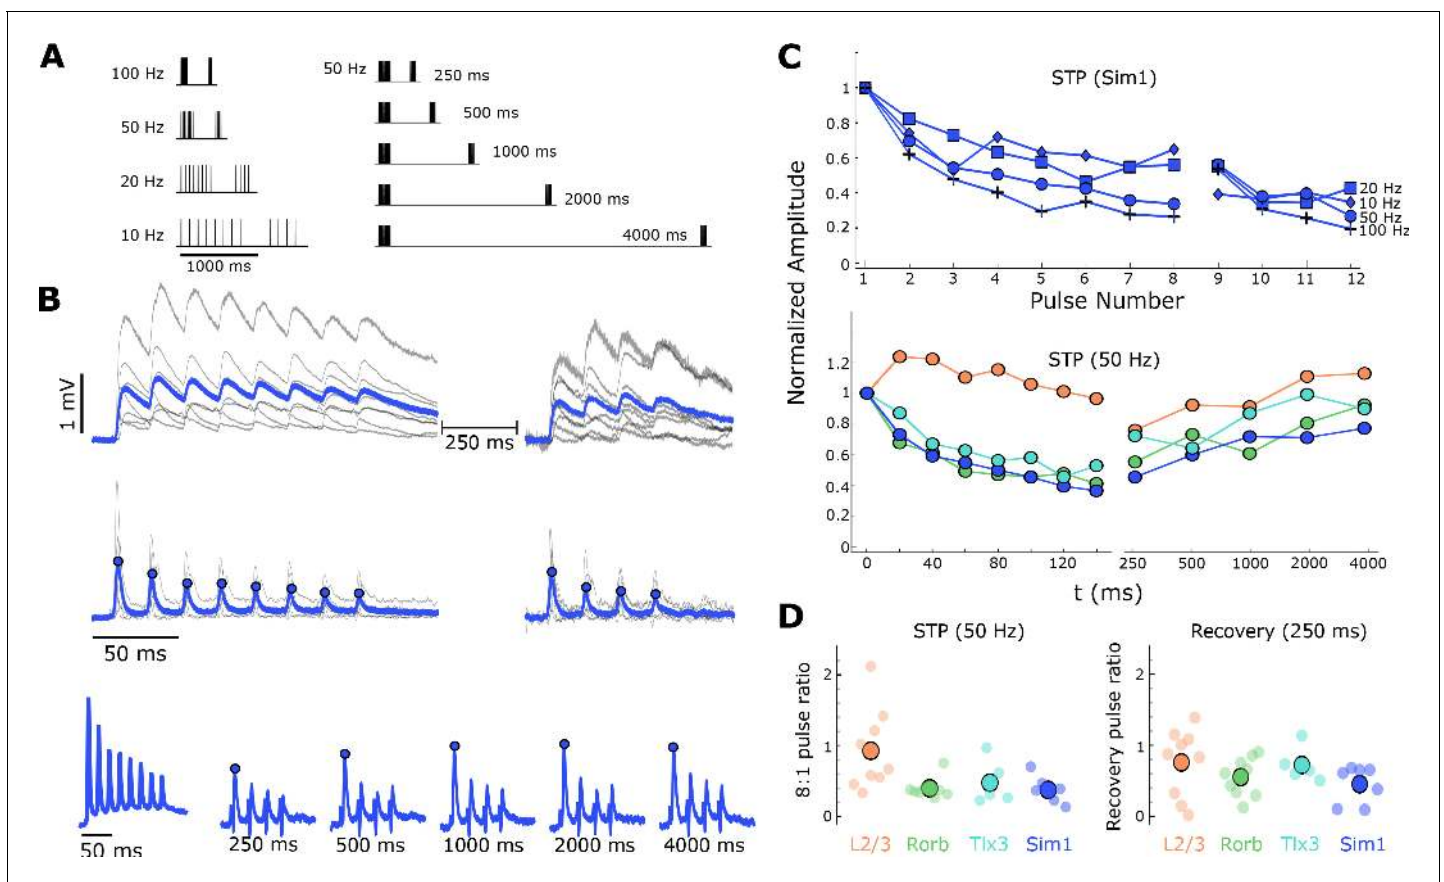 A
100 Hz
50 Hz
20 Hz
10 Hz
1000 ms
50 Hz
250 ms
500 ms
1000 ms
2000 ms
4000 ms
B
1 mV
250 ms
50 ms
50 ms
250 ms
500 ms
1000 ms
2000 ms
4000 ms
C
STP (Sim1)
Normalized Amplitude
1
0.8
0.6
0.4
0.2
0
20 Hz
10 Hz
50 Hz
100 Hz
1 2 3 4 5 6 7 8 9 10 11 12
Pulse Number
STP (50 Hz)
1.2
1
0.8
0.6
0.4
0.2
0
0 40 80 120 250 500 1000 2000 4000
t (ms)
D
STP (50 Hz)
8:1 pulse ratio
2
1
0
L2/3 Rorb Tlx3 Sim1
Recovery (250 ms)
Recovery pulse ratio
2
1
0
L2/3 Rorb Tlx3 Sim1